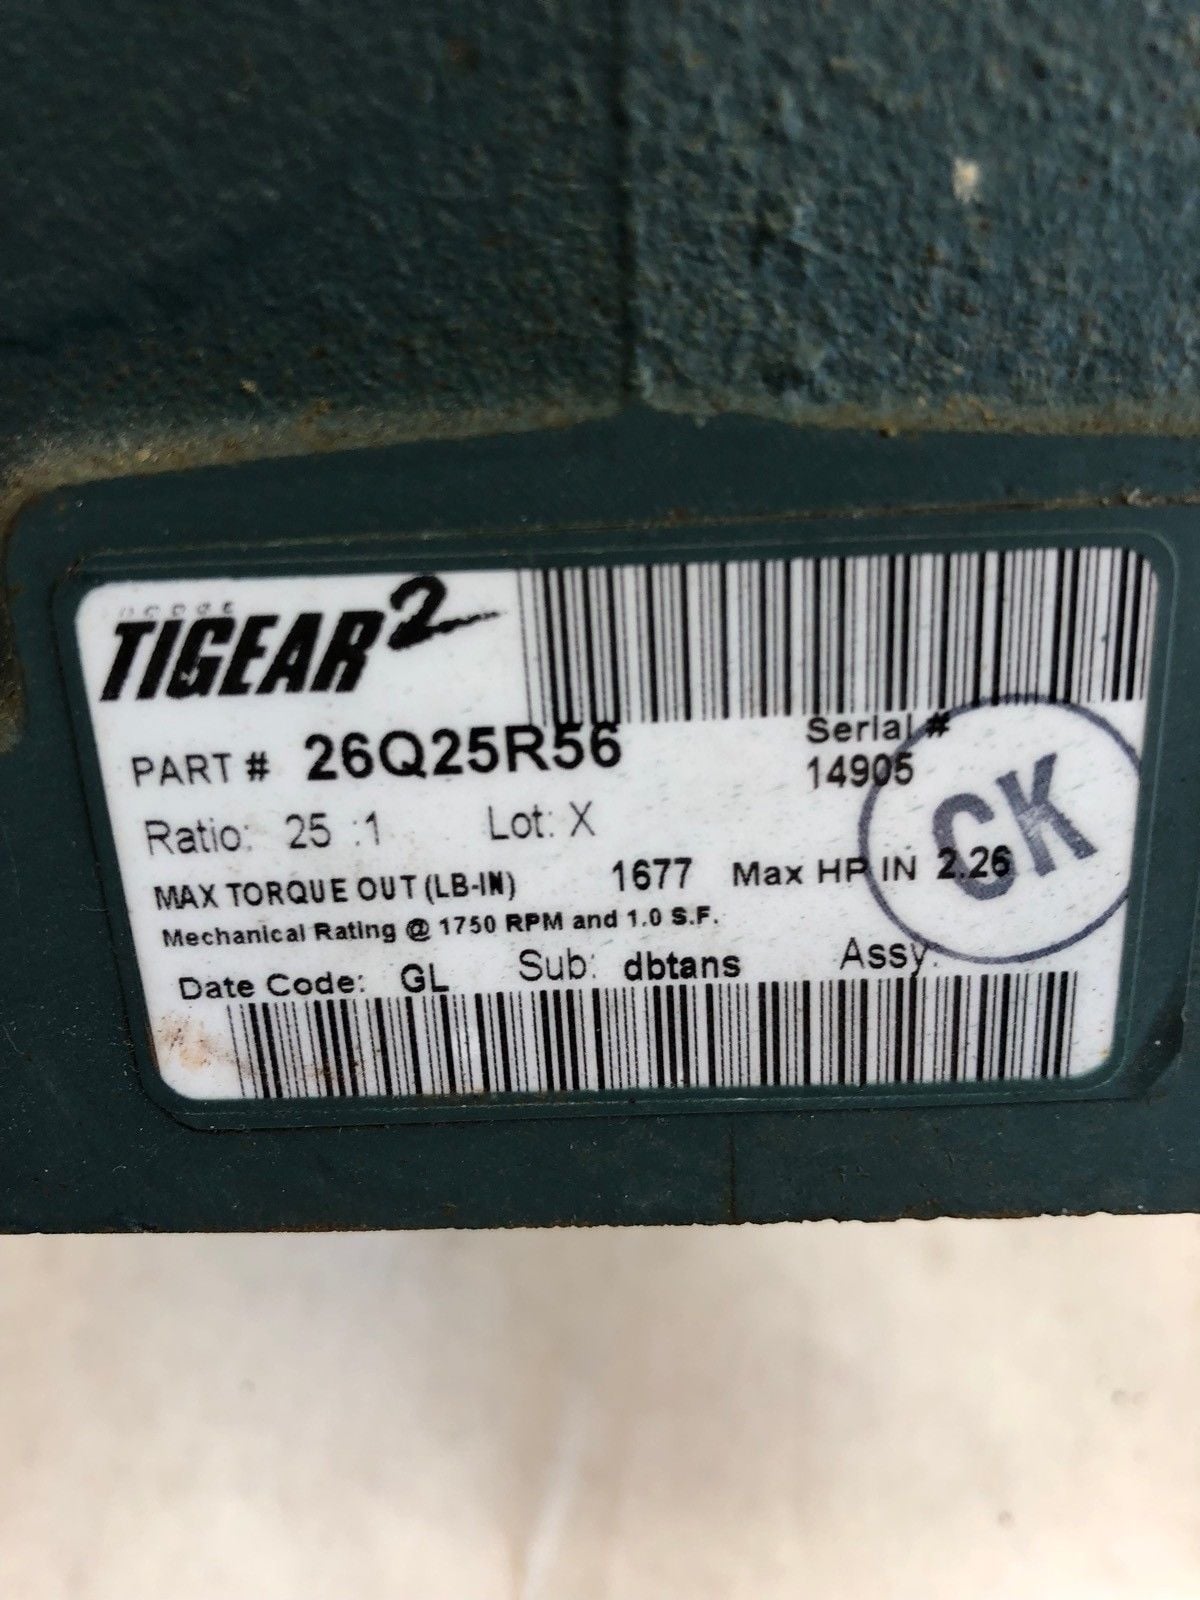 DODGE
TIGEAR2
PART # 26Q25R56
Serial #
14905
Ratio: 25 :1 Lot: X
MAX TORQUE OUT (LB-IN) 1677 Max HP IN 2.26
Mechanical Rating @ 1750 RPM and 1.0 S.F.
Date Code: GL Sub: dbtans Assy:
CK